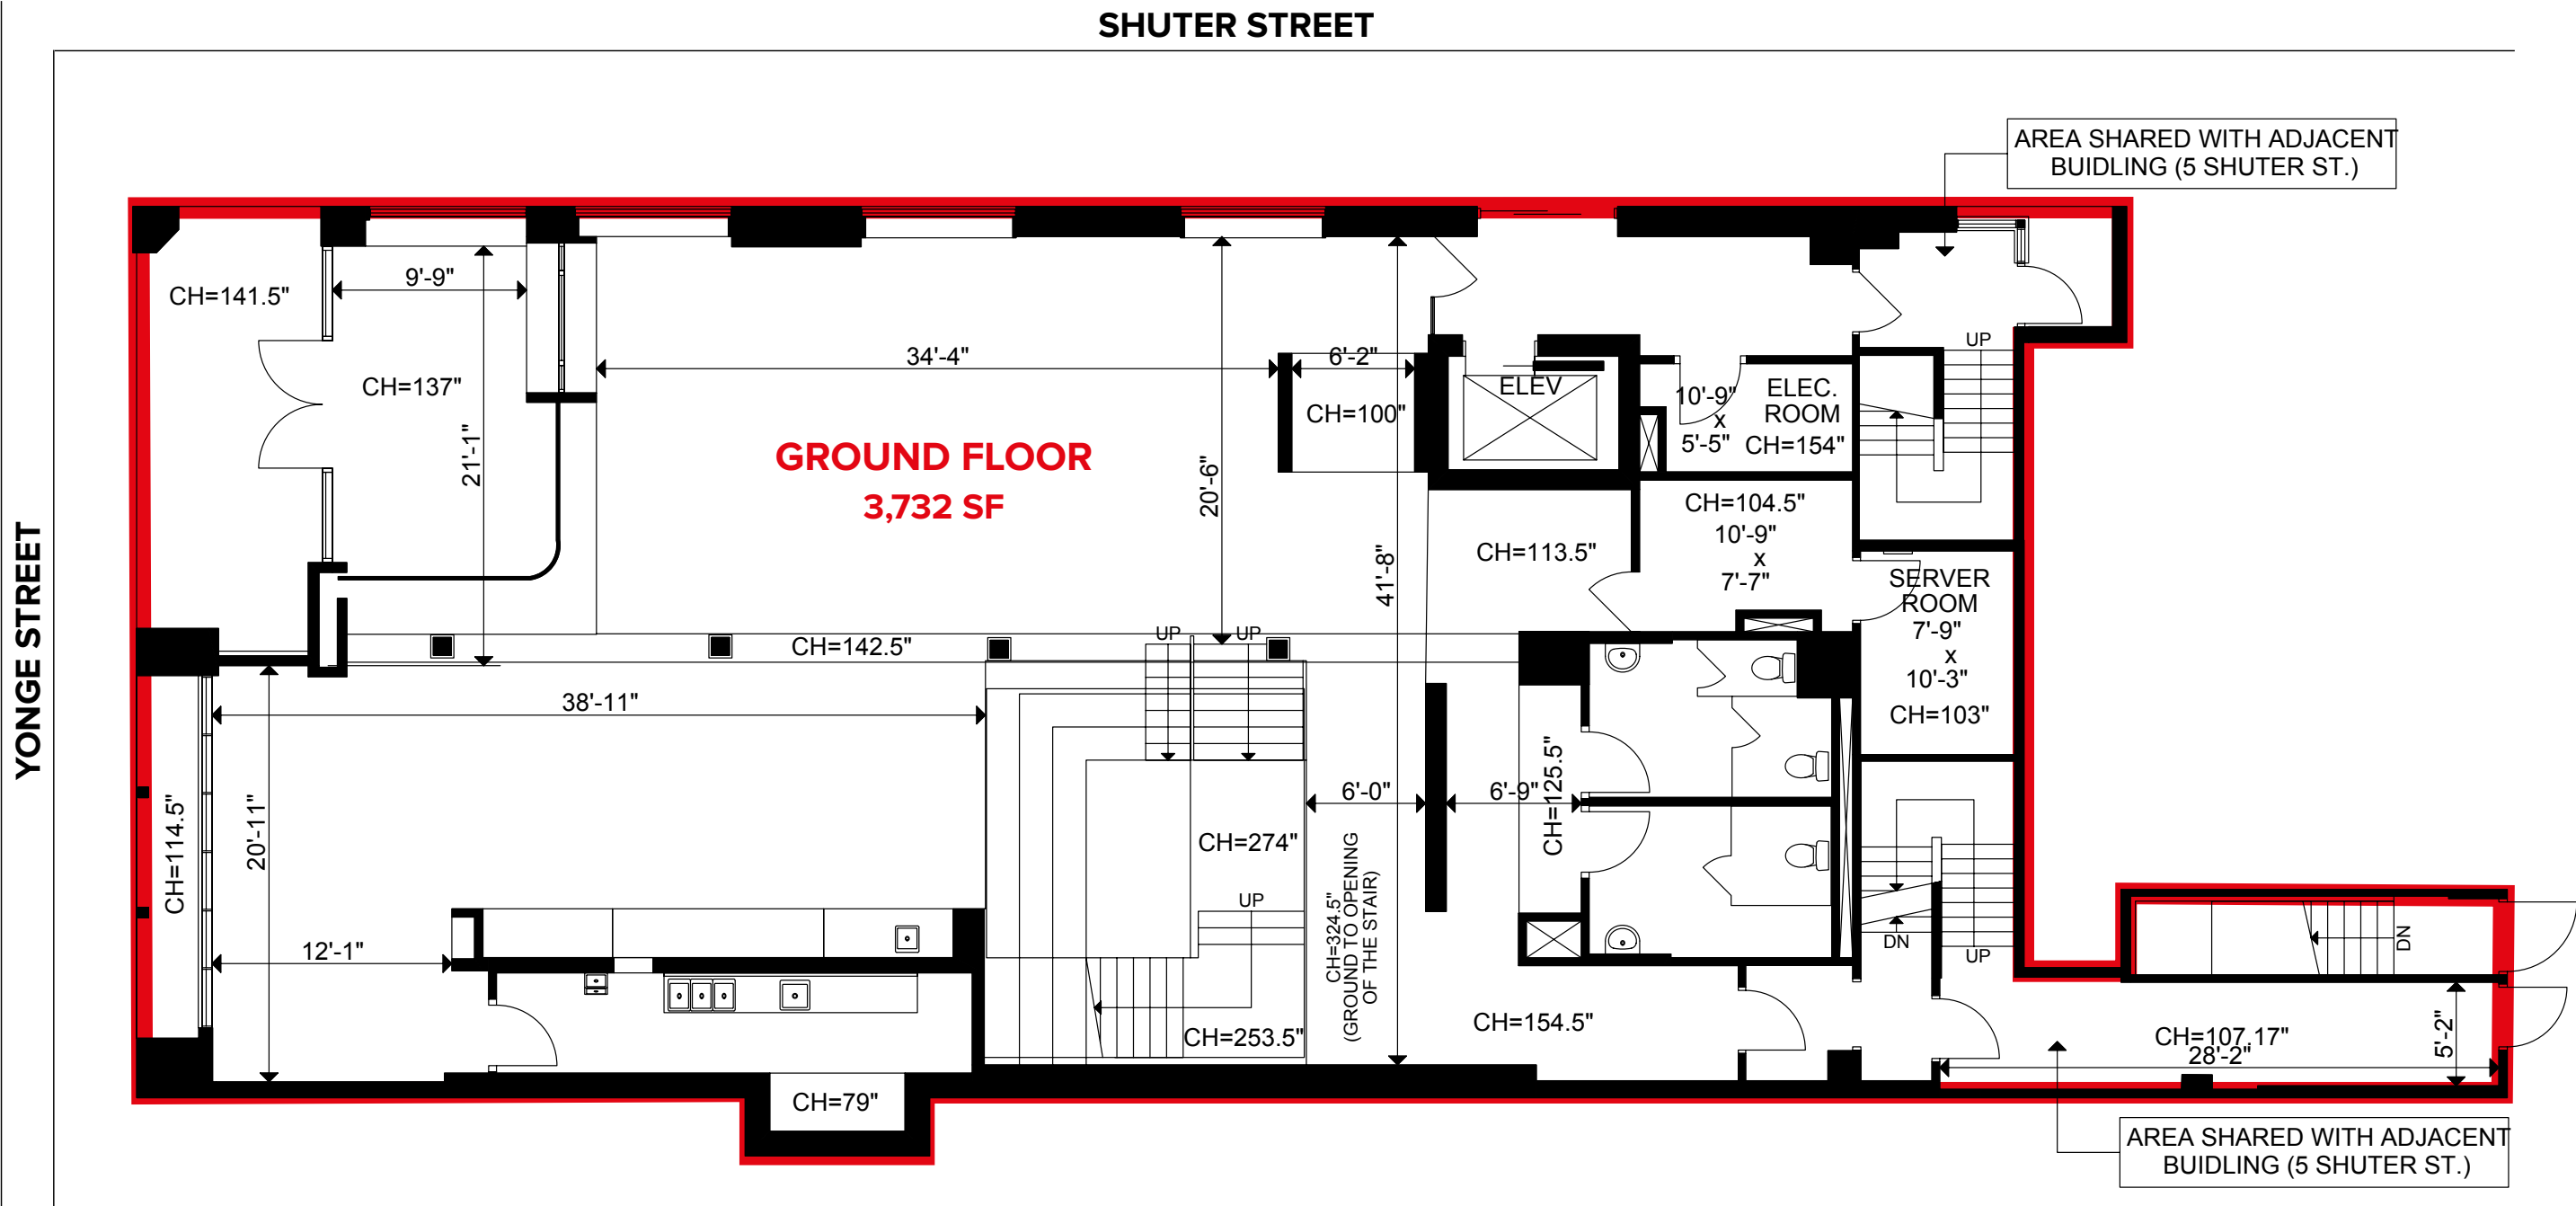 SHUTER STREET
AREA SHARED WITH ADJACENT
BUIDLING (5 SHUTER ST.)
YONGE STREET
CH=141.5"
9'-9"
CH=137"
21'-1"
34'-4"
GROUND FLOOR
3,732 SF
20'-6"
6'-2"
CH=100"
41'-8"
ELEV
10'-9"
x
5'-5"
ELEC.
ROOM
CH=154"
UP
CH=104.5"
10'-9"
x
7'-7"
CH=113.5"
SERVER
ROOM
7'-9"
x
10'-3"
CH=103"
CH=142.5"
UP
UP
38'-11"
CH=114.5"
20'-11"
12'-1"
CH=274"
UP
CH=253.5"
6'-0"
CH=324.5"
(GROUND TO OPENING
OF THE STAIR)
6'-9"
CH=125.5"
CH=154.5"
DN
UP
DN
CH=107.17"
28'-2"
5'-2"
CH=79"
AREA SHARED WITH ADJACENT
BUIDLING (5 SHUTER ST.)